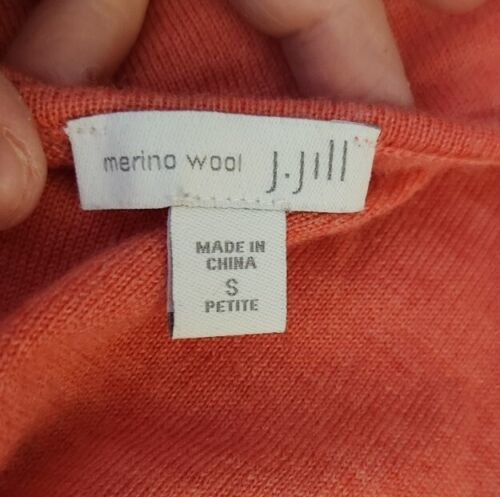 merino wool j.jill
MADE IN
CHINA
S
PETITE